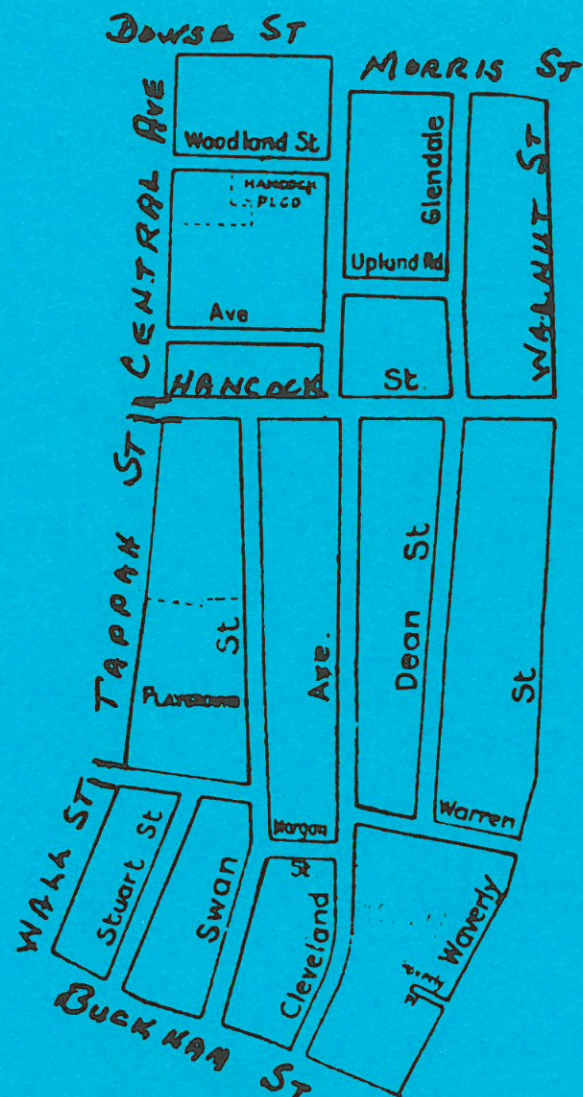 Dowse ST
MORRIS ST
CENTRAL AVE
Woodland St
HANCOCK
PLGD
Glendale
WALNUT ST
Uplund Rd
Ave
HANCOCK
St.
TAPPAN ST
St
Ave.
Dean St
St
PLAYGROUND
Morgan
St
Warren
WALL ST
Stuart St
Swan
Cleveland
Waverly
BUCKNAM ST